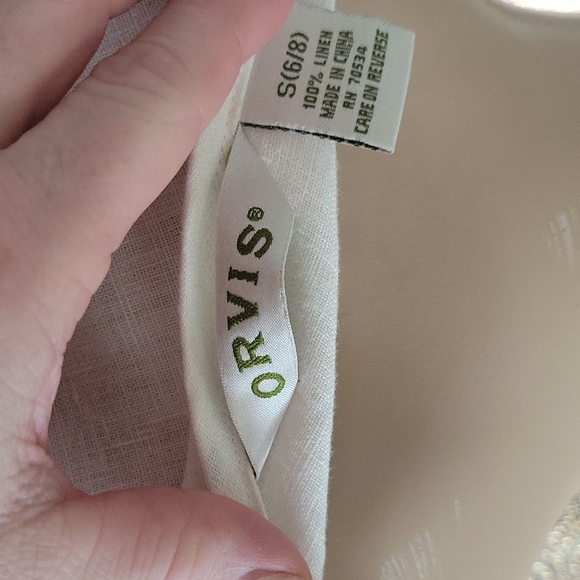 S(6/8)
100% LINEN
MADE IN CHINA
RN 70534
CARE ON REVERSE
ORVIS®